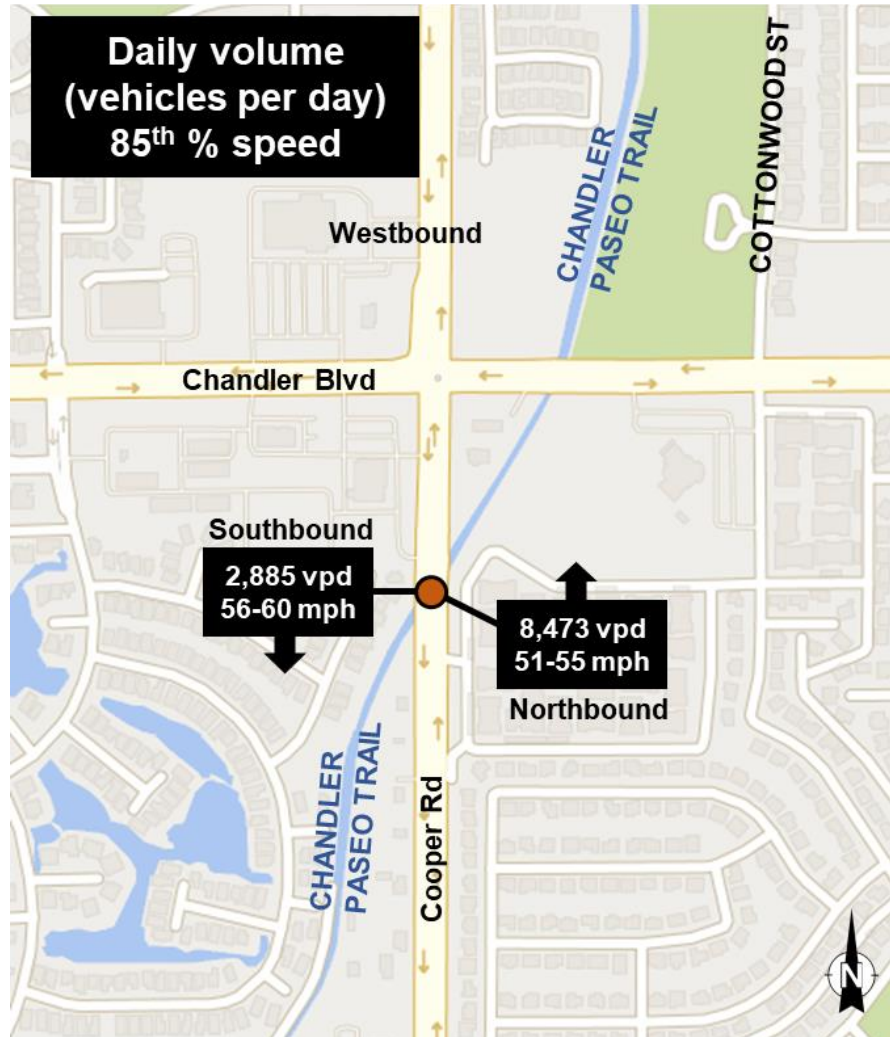 Daily volume
(vehicles per day)
85th % speed
COTTONWOOD ST
CHANDLER
PASEO TRAIL
Westbound
Chandler Blvd
Southbound
2,885 vpd
56-60 mph
8,473 vpd
51-55 mph
Northbound
CHANDLER
PASEO TRAIL
Cooper Rd
N